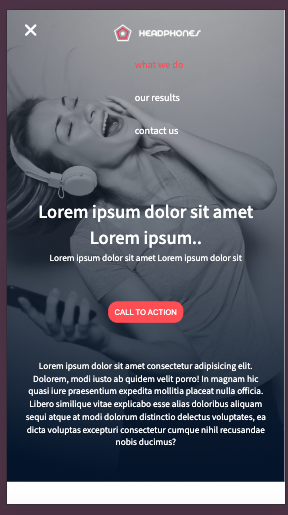 HEADPHONES
what we do
our results
contact us
Lorem ipsum dolor sit amet
Lorem ipsum..
Lorem ipsum dolor sit amet Lorem ipsum dolor sit
CALL TO ACTION
Lorem ipsum dolor sit amet consectetur adipisicing elit.
Dolorem, modi iusto ab quidem velit porro! In magnam hic
quasi iure praesentium expedita mollitia placeat nulla officia.
Libero similique vitae explicabo esse alias doloribus aliquam
sequi atque at modi dolorum distinctio delectus voluptates, ea
dicta voluptas excepturi consectetur cumque nihil recusandae
nobis ducimus?